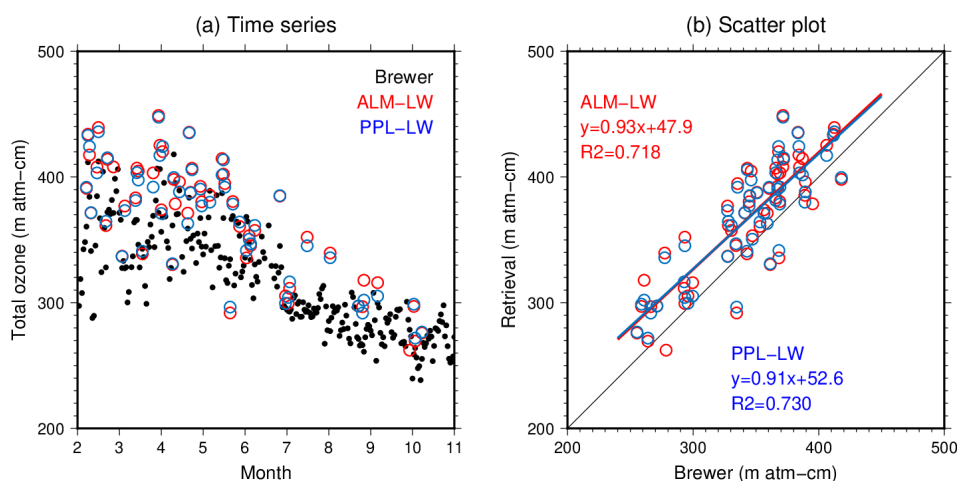 (a) Time series
Total ozone (m atm−cm)
500
400
300
200
2 3 4 5 6 7 8 9 10 11
Month
Brewer
ALM−LW
PPL−LW
(b) Scatter plot
Retrieval (m atm−cm)
500
400
300
200
200 300 400 500
Brewer (m atm−cm)
ALM−LW
y=0.93x+47.9
R2=0.718
PPL−LW
y=0.91x+52.6
R2=0.730